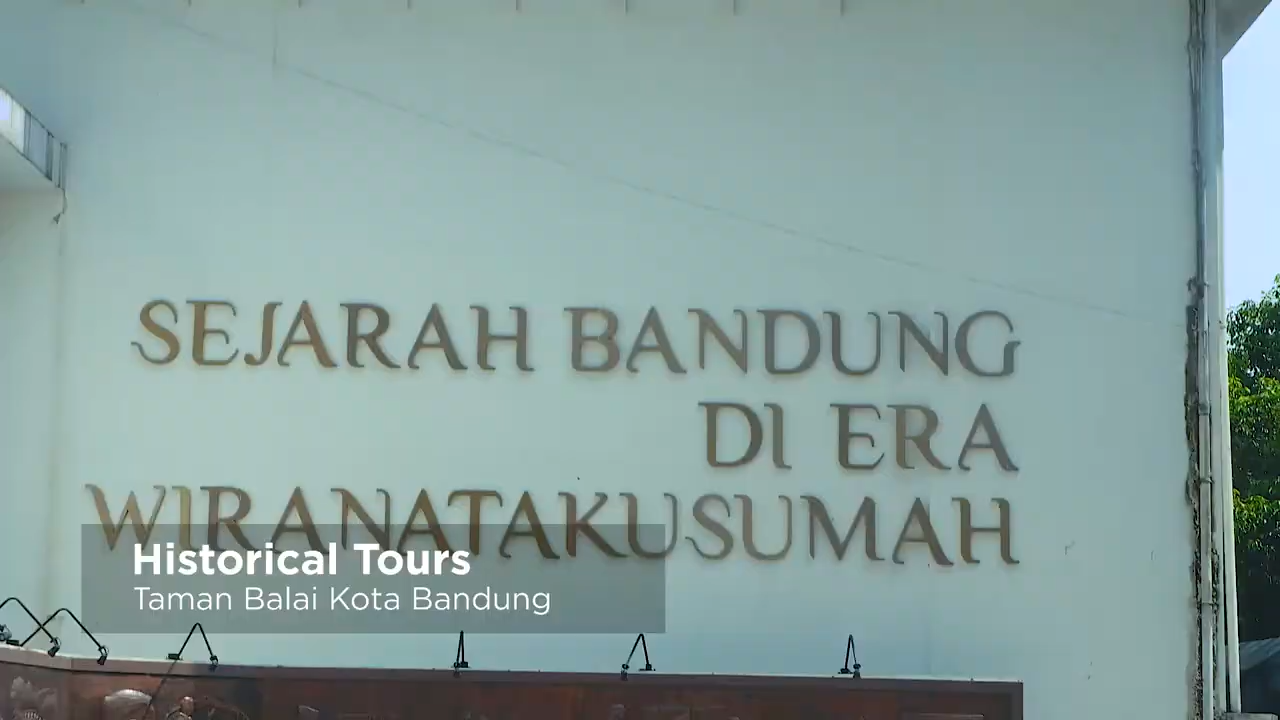 SEJARAH BANDUNG
DI ERA
WIRANATAKUSUMAH
Historical Tours
Taman Balai Kota Bandung